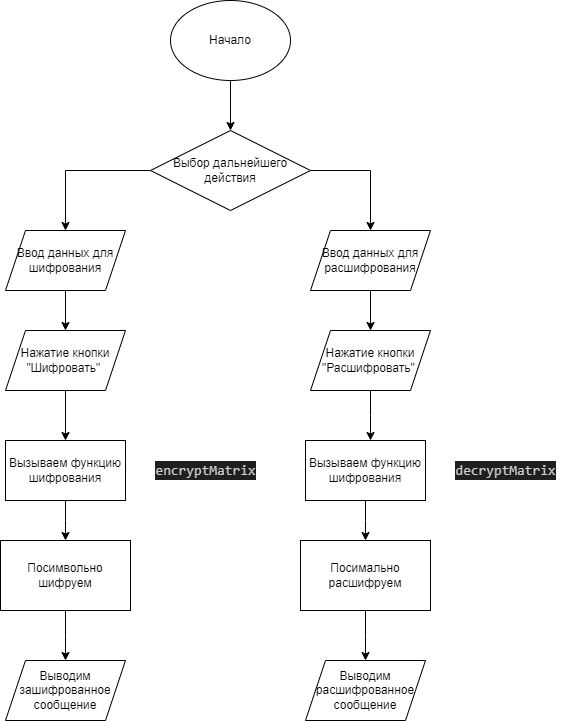 Начало
Выбор дальнейшего
действия
Ввод данных для
шифрования
Ввод данных для
расшифрования
Нажатие кнопки
"Шифровать"
Нажатие кнопки
"Расшифровать"
Вызываем функцию
шифрования
encryptMatrix
Вызываем функцию
шифрования
decryptMatrix
Посимвольно
шифруем
Посимально
расшифруем
Выводим
зашифрованное
сообщение
Выводим
расшифрованное
сообщение